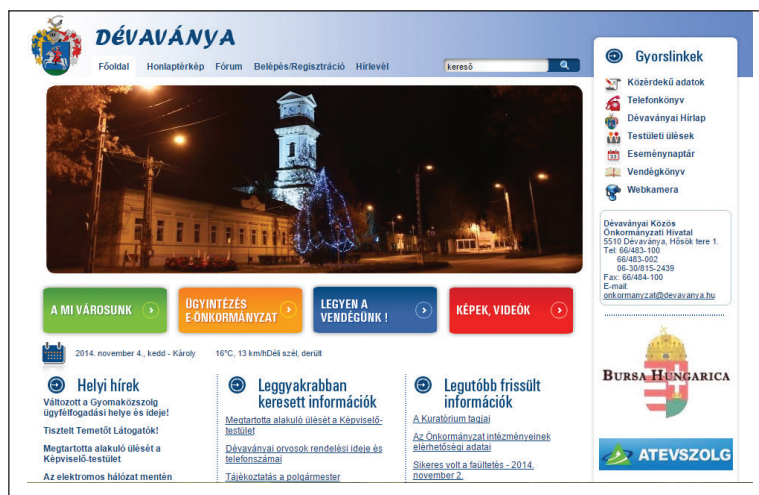 DÉVAVÁNYA
Főoldal Honlaptérkép Fórum Belépés/Regisztráció Hírlevél
kereső
A MI VÁROSUNK
ÜGYINTÉZÉS
E-ÖNKORMÁNYZAT
LEGYEN A
VENDÉGÜNK !
KÉPEK, VIDEÓK
2014. november 4., kedd - Károly 16°C, 13 km/hDéli szél, derült
Helyi hírek
Változott a Gyomaközszolg
ügyfélfogadási helye és ideje!
Tisztelt Temetőt Látogatók!
Megtartotta alakuló ülését a
Képviselő-testület
Az elektromos hálózat mentén
Leggyakrabban
keresett információk
Megtartotta alakuló ülését a Képviselő-
testület
Dévaványai orvosok rendelési ideje és
telefonszámai
Tájékoztatás a polgármester
Legutóbb frissült
információk
A Kuratórium tagjai
Az Önkormányzat intézményeinek
elérhetőségi adatai
Sikeres volt a faültetés - 2014.
november 2.
Gyorslinkek
Közérdekű adatok
Telefonkönyv
Dévaványai Hírlap
Testületi ülések
Eseménynaptár
Vendégkönyv
Webkamera
Dévaványai Közös
Önkormányzati Hivatal
5510 Dévaványa, Hősök tere 1.
Tel: 66/483-100
66/483-002
06-30/815-2439
Fax: 66/484-100
E-mail:
onkormanyzat@devavanya.hu
BURSA HUNGARICA
ATEVSZOLG